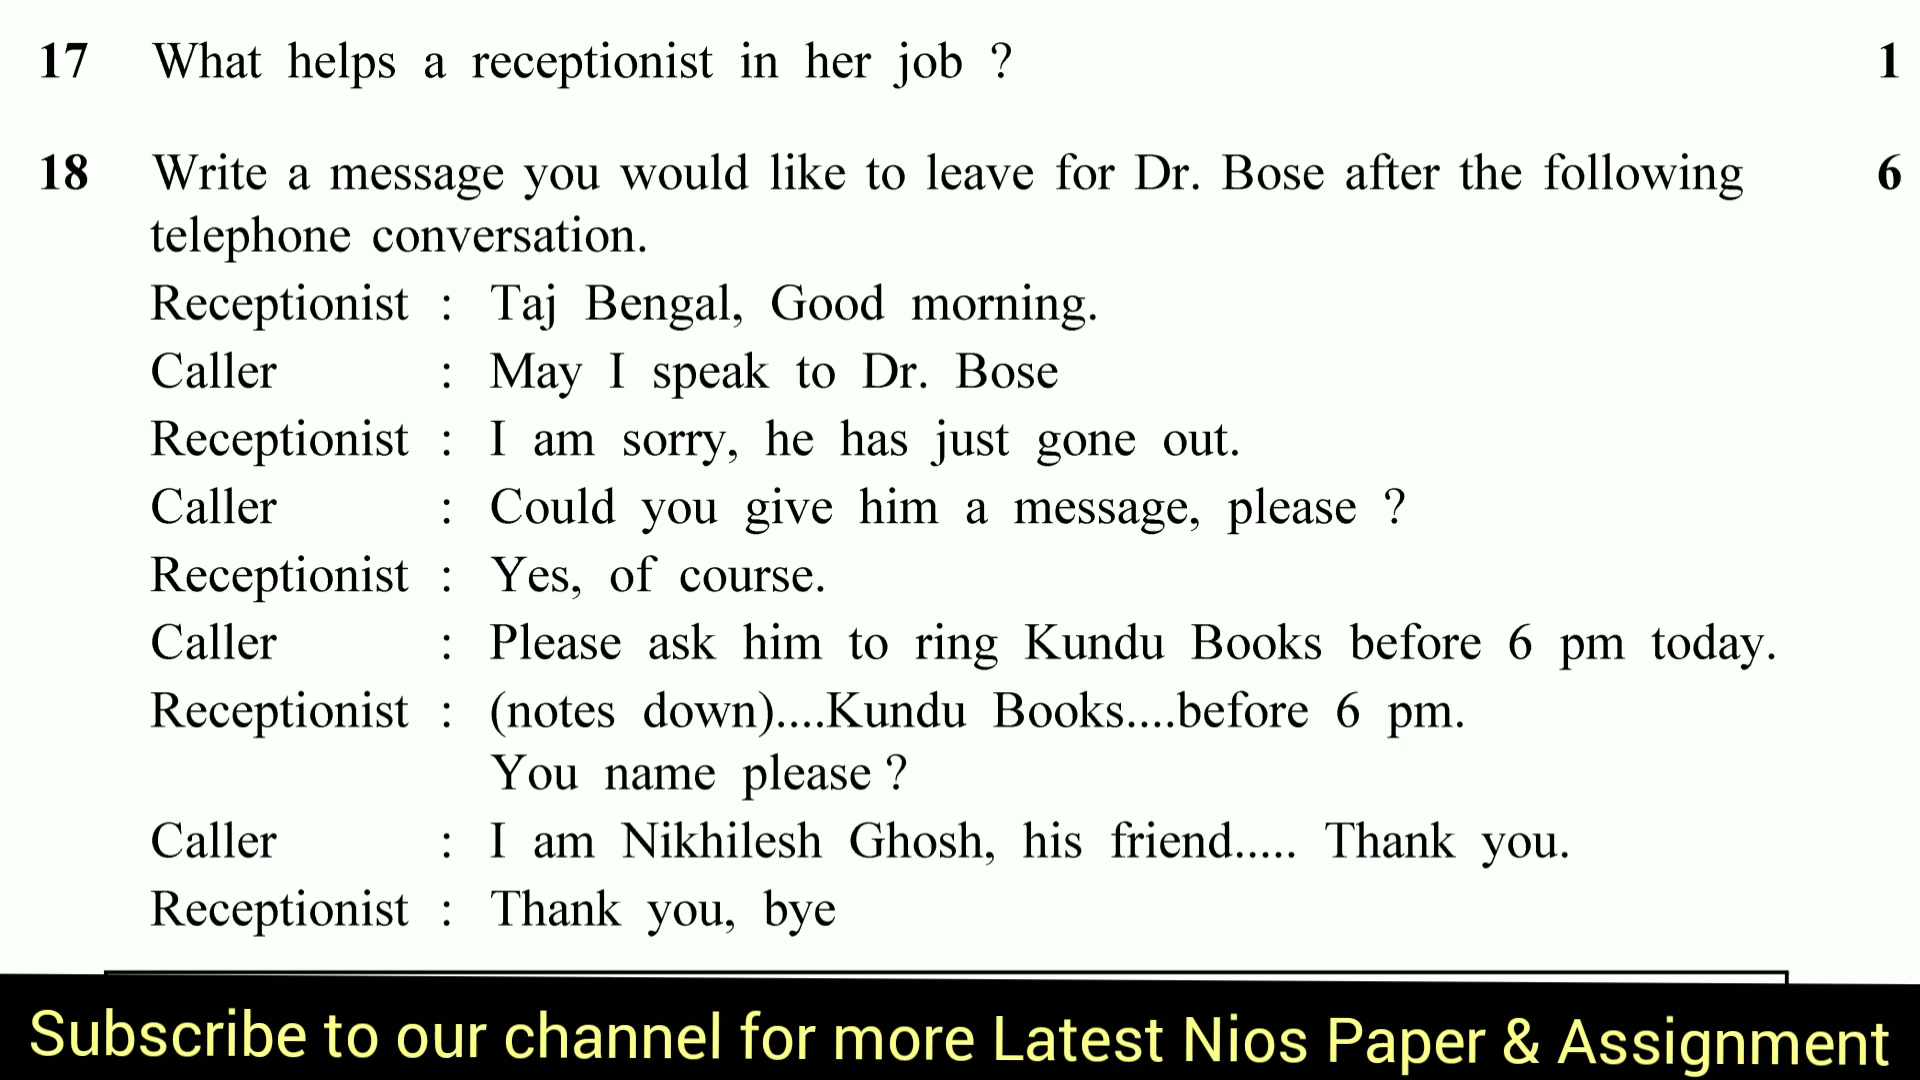 17 What helps a receptionist in her job ? 1
18 Write a message you would like to leave for Dr. Bose after the following 6
telephone conversation.
Receptionist : Taj Bengal, Good morning.
Caller : May I speak to Dr. Bose
Receptionist : I am sorry, he has just gone out.
Caller : Could you give him a message, please ?
Receptionist : Yes, of course.
Caller : Please ask him to ring Kundu Books before 6 pm today.
Receptionist : (notes down)....Kundu Books....before 6 pm.
You name please ?
Caller : I am Nikhilesh Ghosh, his friend..... Thank you.
Receptionist : Thank you, bye
Subscribe to our channel for more Latest Nios Paper & Assignment